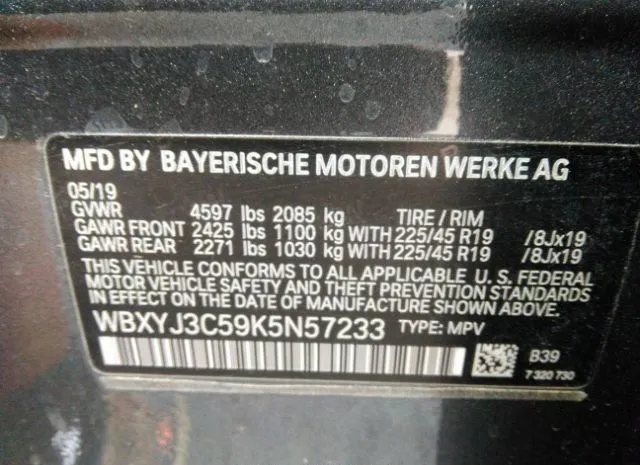 MFD BY BAYERISCHE MOTOREN WERKE AG
05/19
GVWR 4597 lbs 2085 kg TIRE / RIM
GAWR FRONT 2425 lbs 1100 kg WITH 225/45 R19 /8Jx19
GAWR REAR 2271 lbs 1030 kg WITH 225/45 R19 /8Jx19
THIS VEHICLE CONFORMS TO ALL APPLICABLE U. S. FEDERAL
MOTOR VEHICLE SAFETY AND THEFT PREVENTION STANDARDS
IN EFFECT ON THE DATE OF MANUFACTURE SHOWN ABOVE.
WBXYJ3C59K5N57233 TYPE: MPV
B39
7 320 730